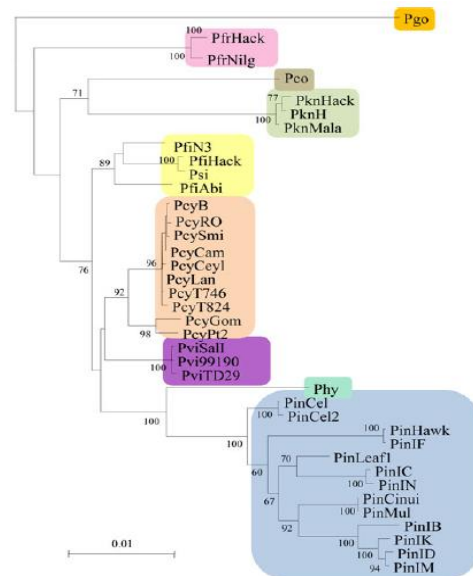 Pgo
100
PfrHack
100
PfrNilg
Pco
71
77
PknHack
PknH
100
PknMala
PfiN3
89
PfiHack
100
Psi
PfiAbi
PcyB
PcyRO
PcySmi
PcyCam
96
PcyCeyl
76
PcyLan
92
PcyT746
PcyT824
PcyGom
98
PcyPt2
PviSalI
Pvi99190
100
PviTD29
Phy
PinCel
100
PinCel2
100
100
PinHawk
PinIF
100
60
70
PinLeaf1
PinIC
100
PinIN
67
PinCinui
100
PinMul
92
PinIB
100
PinIK
100
PinID
94
PinIM
0.01